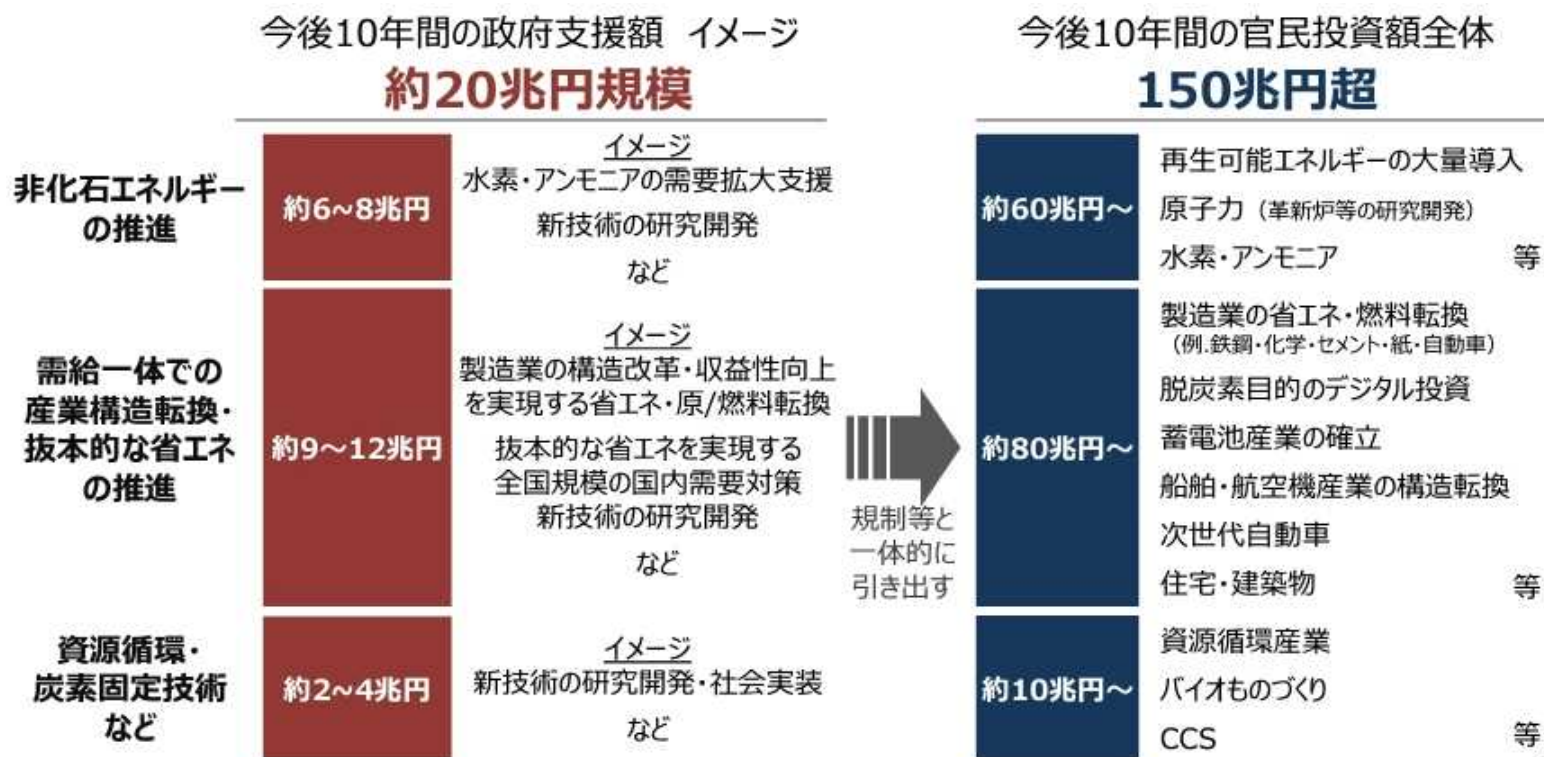 今後10年間の政府支援額 イメージ
約20兆円規模
今後10年間の官民投資額全体
150兆円超
非化石エネルギー
の推進
約6~8兆円
イメージ
水素・アンモニアの需要拡大支援
新技術の研究開発
など
約60兆円～
再生可能エネルギーの大量導入
原子力（革新炉等の研究開発）
水素・アンモニア 等
需給一体での
産業構造転換・
抜本的な省エネ
の推進
約9～12兆円
イメージ
製造業の構造改革・収益性向上
を実現する省エネ・原/燃料転換
抜本的な省エネを実現する
全国規模の国内需要対策
新技術の研究開発
など
規制等と
一体的に
引き出す
約80兆円～
製造業の省エネ・燃料転換
（例.鉄鋼・化学・セメント・紙・自動車）
脱炭素目的のデジタル投資
蓄電池産業の確立
船舶・航空機産業の構造転換
次世代自動車
住宅・建築物 等
資源循環・
炭素固定技術
など
約2~4兆円
イメージ
新技術の研究開発・社会実装
など
約10兆円～
資源循環産業
バイオものづくり
CCS 等